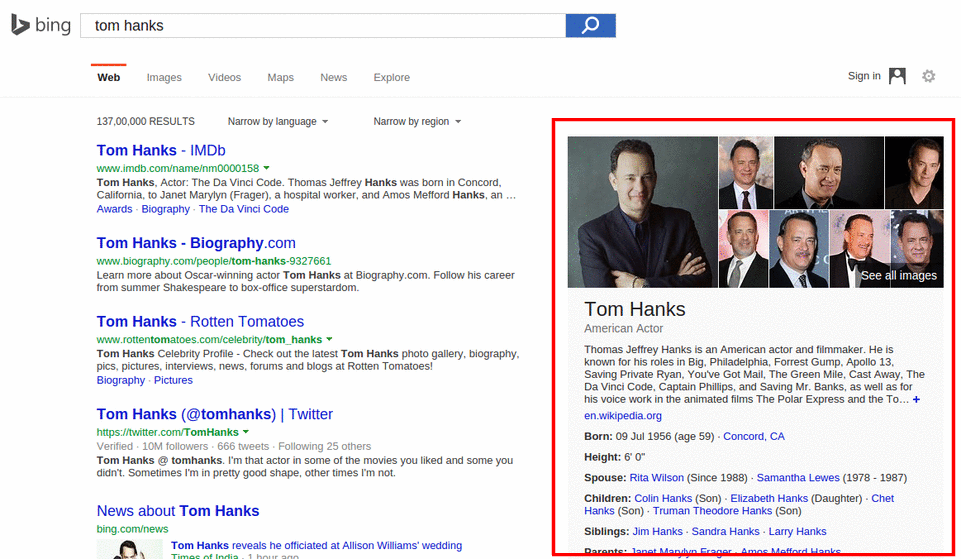 bing
tom hanks
Web Images Videos Maps News Explore
Sign in
137,00,000 RESULTS Narrow by language Narrow by region
Tom Hanks - IMDb
www.imdb.com/name/nm0000158
Tom Hanks, Actor: The Da Vinci Code. Thomas Jeffrey Hanks was born in Concord,
California, to Janet Marylyn (Frager), a hospital worker, and Amos Mefford Hanks, an …
Awards · Biography · The Da Vinci Code
Tom Hanks - Biography.com
www.biography.com/people/tom-hanks-9327661
Learn more about Oscar-winning actor Tom Hanks at Biography.com. Follow his career
from summer Shakespeare to box-office superstardom.
Tom Hanks - Rotten Tomatoes
www.rottentomatoes.com/celebrity/tom_hanks
Tom Hanks Celebrity Profile - Check out the latest Tom Hanks photo gallery, biography,
pics, pictures, interviews, news, forums and blogs at Rotten Tomatoes!
Biography · Pictures
Tom Hanks (@tomhanks) | Twitter
https://twitter.com/TomHanks
Verified · 10M followers · 666 tweets · Following 25 others
Tom Hanks @ tomhanks. I'm that actor in some of the movies you liked and some you
didn't. Sometimes I'm in pretty good shape, other times I'm not.
News about Tom Hanks
bing.com/news
Tom Hanks reveals he officiated at Allison Williams' wedding
Times of India · 1 hour ago
See all images
Tom Hanks
American Actor
Thomas Jeffrey Hanks is an American actor and filmmaker. He is
known for his roles in Big, Philadelphia, Forrest Gump, Apollo 13,
Saving Private Ryan, You've Got Mail, The Green Mile, Cast Away, The
Da Vinci Code, Captain Phillips, and Saving Mr. Banks, as well as for
his voice work in the animated films The Polar Express and the To… +
en.wikipedia.org
Born: 09 Jul 1956 (age 59) · Concord, CA
Height: 6' 0"
Spouse: Rita Wilson (Since 1988) · Samantha Lewes (1978 - 1987)
Children: Colin Hanks (Son) · Elizabeth Hanks (Daughter) · Chet
Hanks (Son) · Truman Theodore Hanks (Son)
Siblings: Jim Hanks · Sandra Hanks · Larry Hanks
Parents: Janet Marylyn Frager · Amos Mefford Hanks